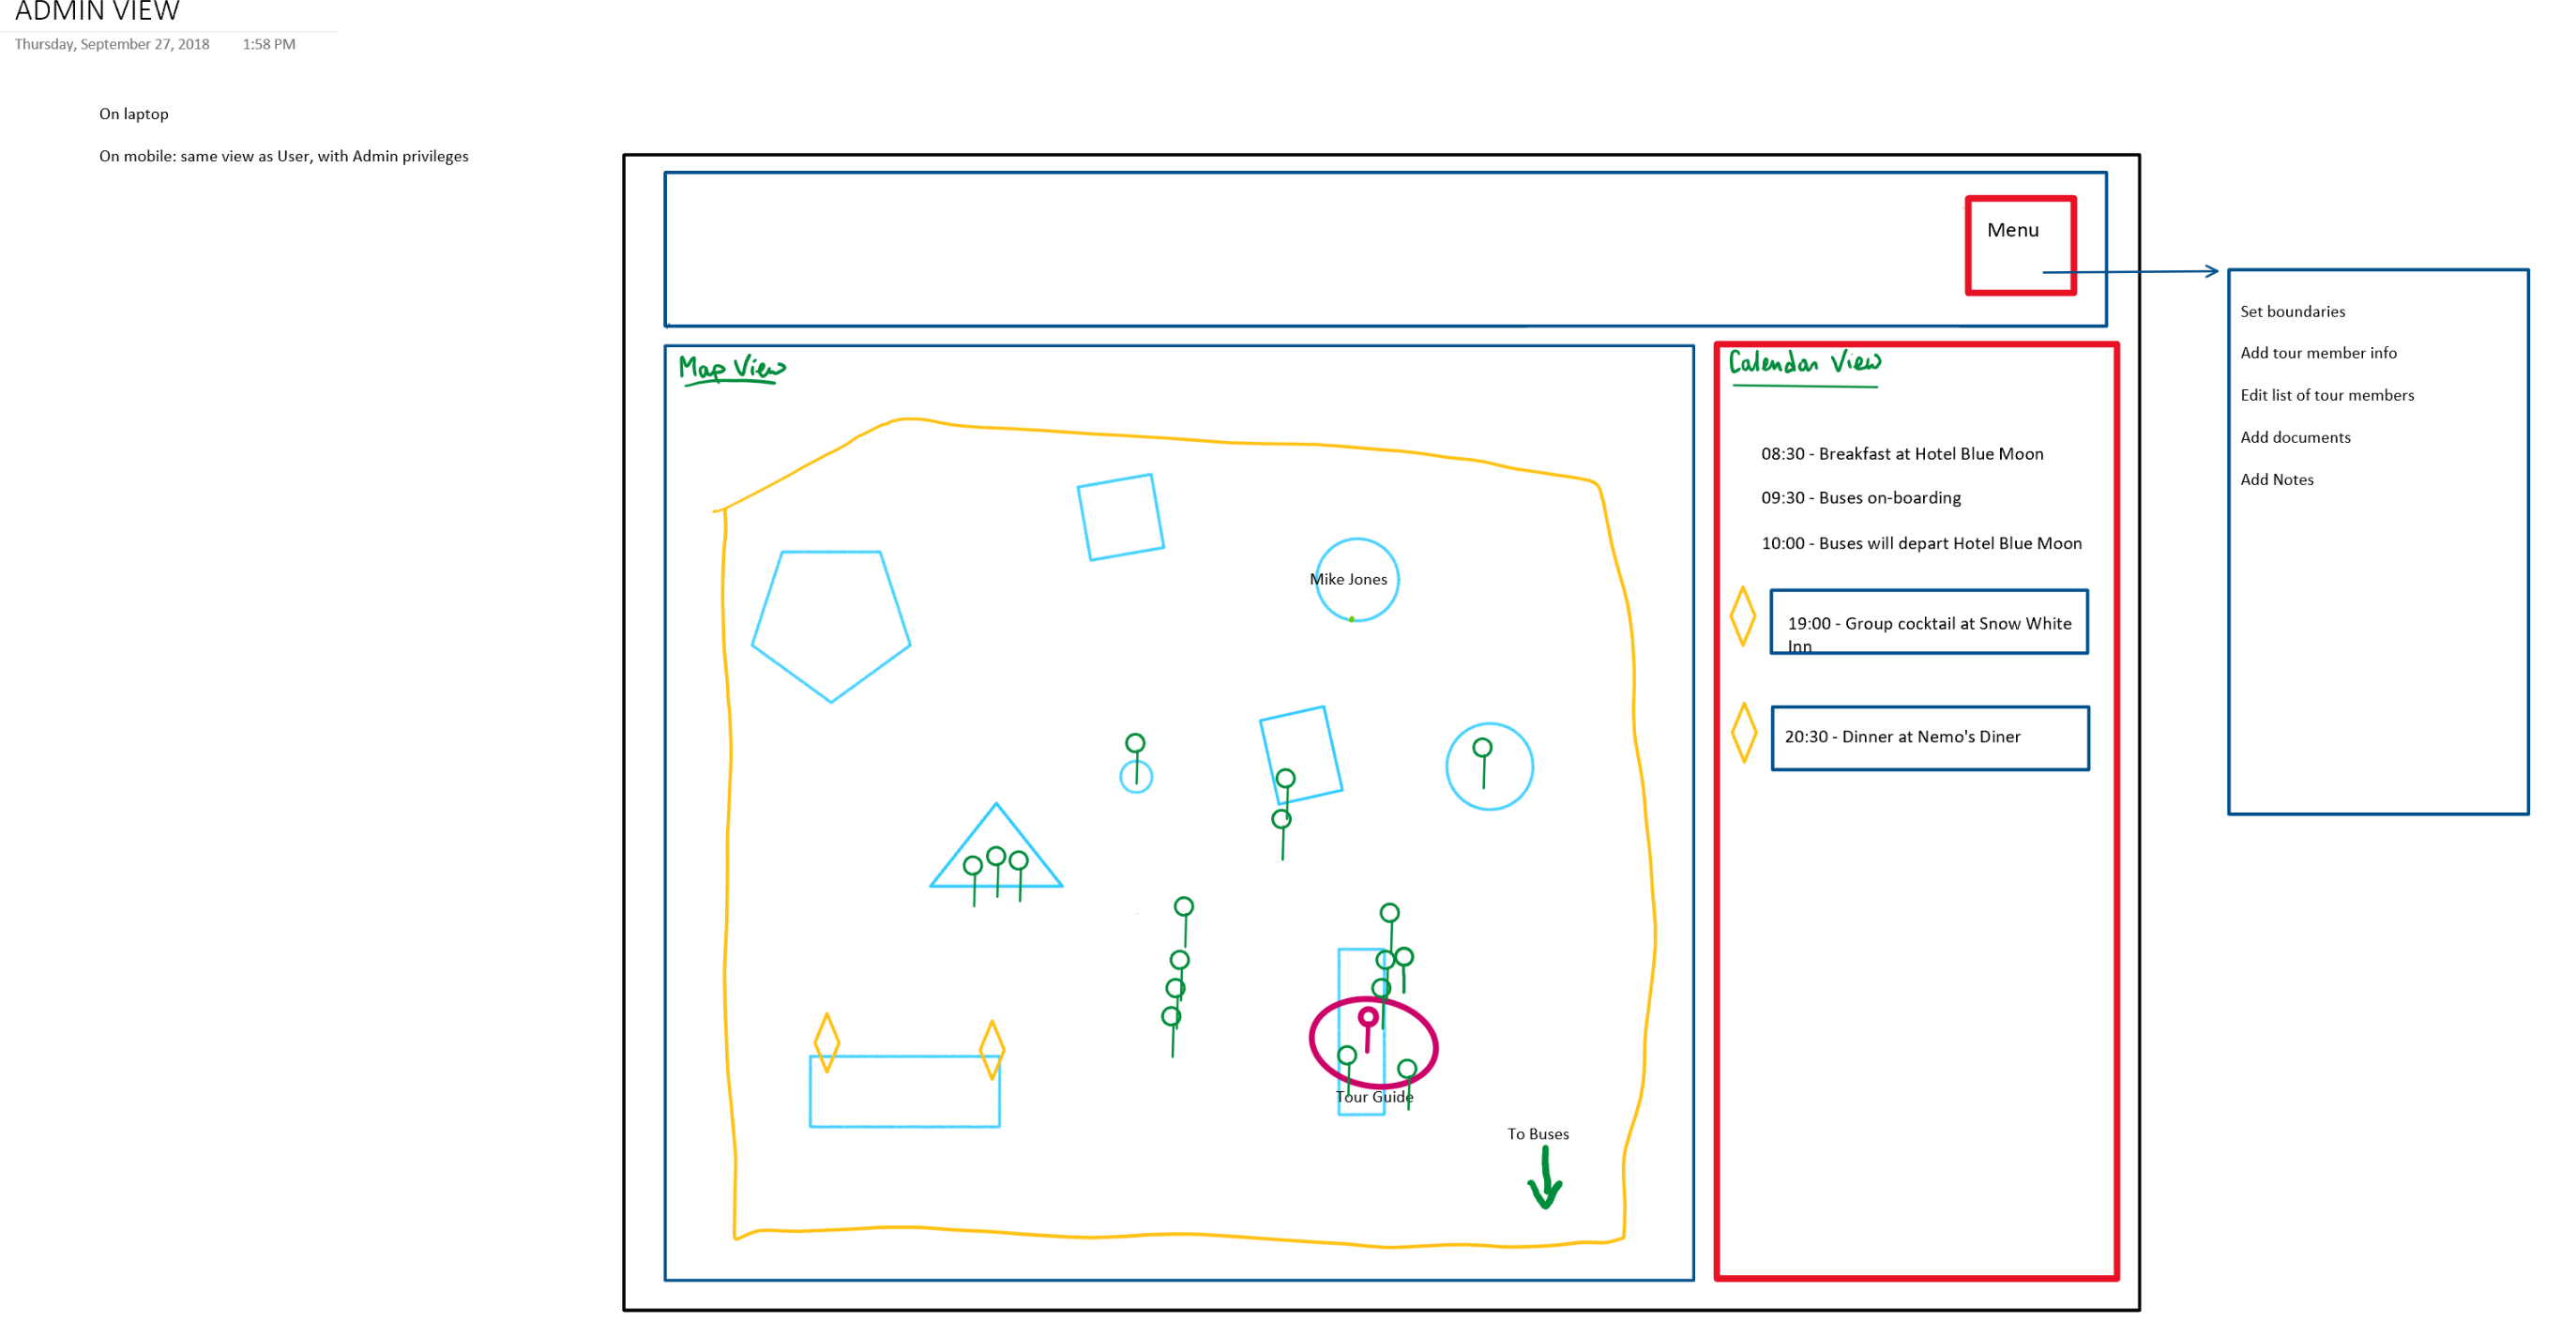 ADMIN VIEW
Thursday, September 27, 2018 1:58 PM
On laptop
On mobile: same view as User, with Admin privileges
Menu
Set boundaries
Add tour member info
Edit list of tour members
Add documents
Add Notes
Map View
Mike Jones
Tour Guide
To Buses
Calendar View
08:30 - Breakfast at Hotel Blue Moon
09:30 - Buses on-boarding
10:00 - Buses will depart Hotel Blue Moon
19:00 - Group cocktail at Snow White
Inn
20:30 - Dinner at Nemo's Diner